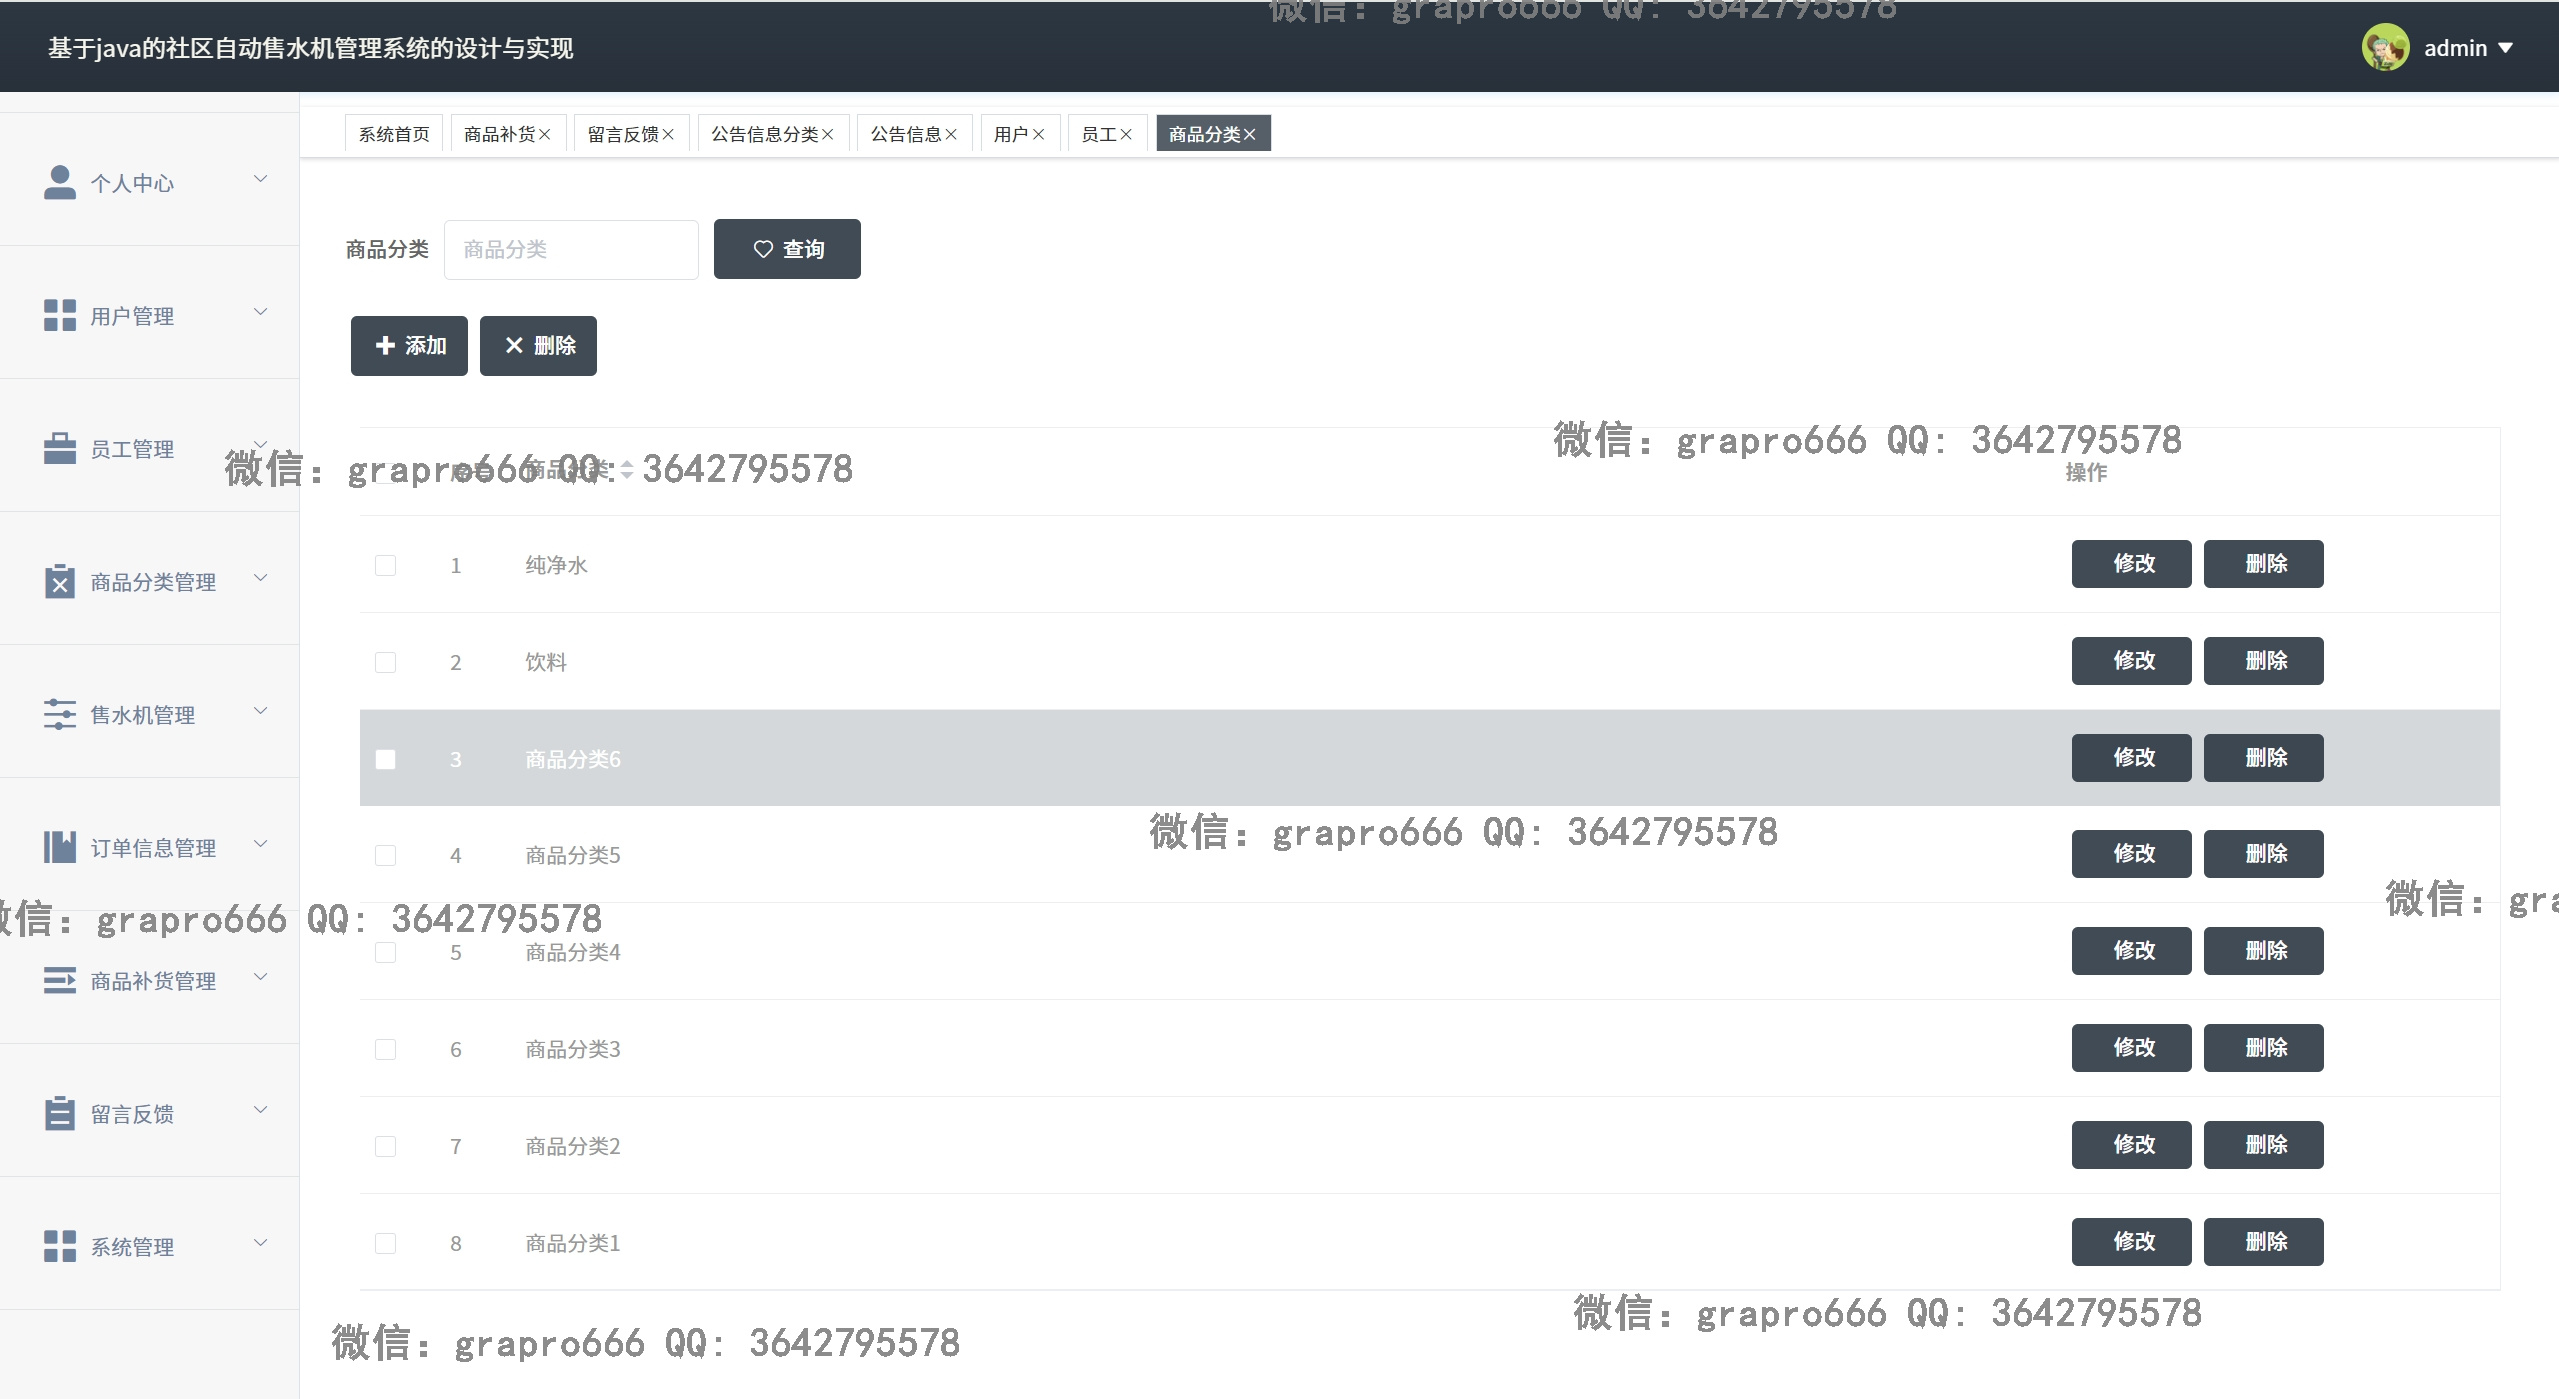 微信: grapro666 QQ: 3642795578
基于java的社区自动售水机管理系统的设计与实现
admin
系统首页 商品补货 留言反馈 公告信息分类 公告信息 用户 员工 商品分类
个人中心
用户管理
员工管理
商品分类管理
售水机管理
订单信息管理
商品补货管理
留言反馈
系统管理
商品分类 商品分类 查询
添加 删除
微信: grapro666 QQ: 3642795578
微信: grapro666 QQ: 3642795578
商品分类 操作
1 纯净水 修改 删除
2 饮料 修改 删除
3 商品分类6 修改 删除
微信: grapro666 QQ: 3642795578
4 商品分类5 修改 删除
微信: gra
微信: grapro666 QQ: 3642795578
5 商品分类4 修改 删除
6 商品分类3 修改 删除
7 商品分类2 修改 删除
8 商品分类1 修改 删除
微信: grapro666 QQ: 3642795578
微信: grapro666 QQ: 3642795578